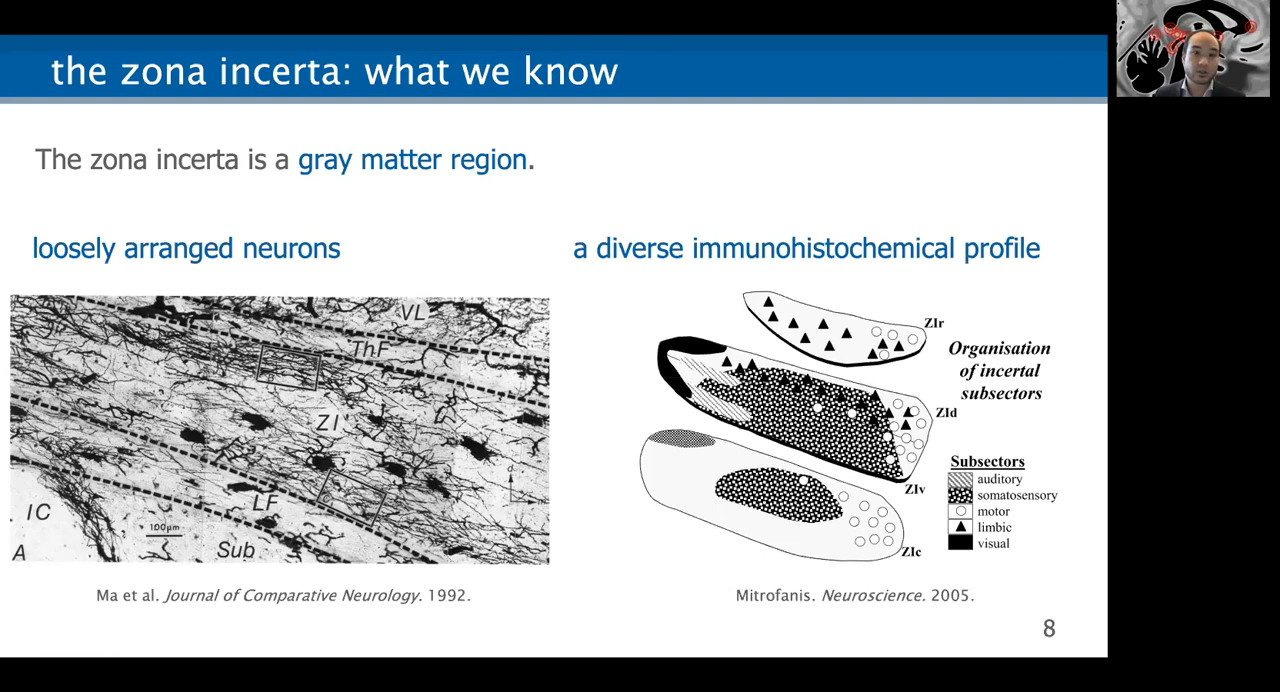 the zona incerta: what we know
The zona incerta is a gray matter region.
loosely arranged neurons
a diverse immunohistochemical profile
VL
ThF
ZI
LF
IC
100µm
A
Sub
d
Ma et al. Journal of Comparative Neurology. 1992.
ZIr
Organisation
of incertal
subsectors
ZId
ZIv
ZIc
Subsectors
auditory
somatosensory
motor
limbic
visual
Mitrofanis. Neuroscience. 2005.
8